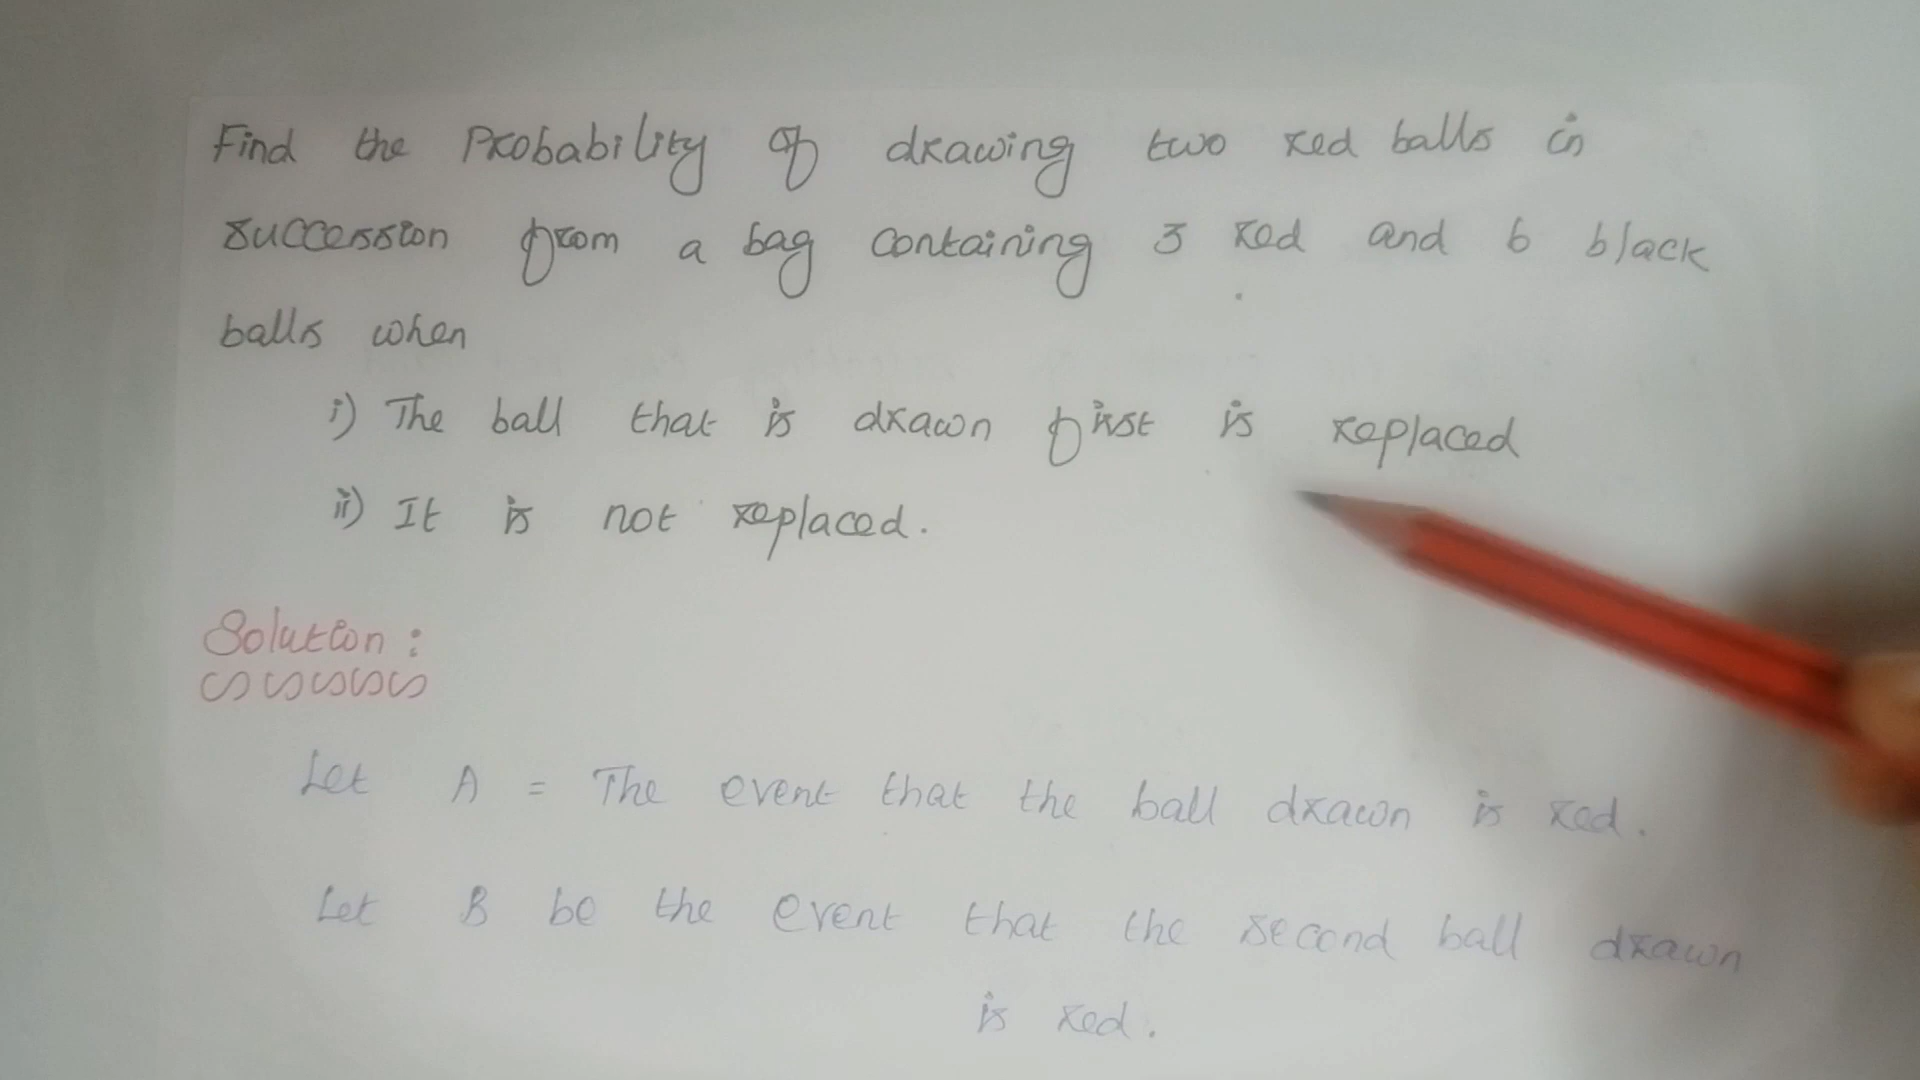 Find the Probability of drawing two red balls in
succession from a bag containing 3 red and 6 black
balls when
i) The ball that is drawn first is replaced
ii) It is not replaced.
Solution :
Let A = The event that the ball drawn is red.
Let B be the event that the second ball drawn
is red.